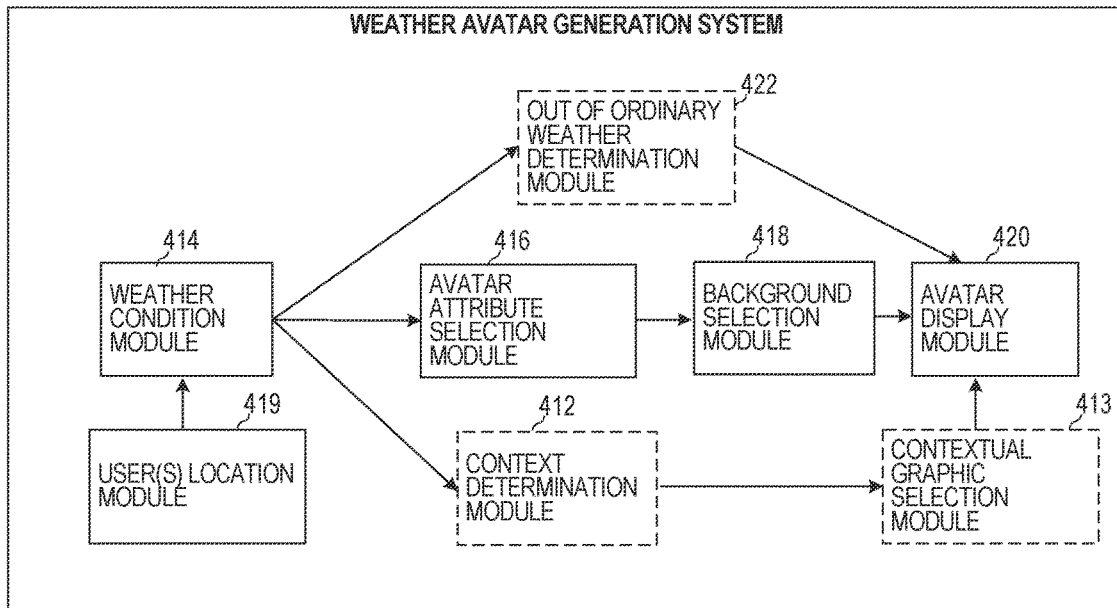 WEATHER AVATAR GENERATION SYSTEM
422
OUT OF ORDINARY
WEATHER
DETERMINATION
MODULE
414
WEATHER
CONDITION
MODULE
416
AVATAR
ATTRIBUTE
SELECTION
MODULE
418
BACKGROUND
SELECTION
MODULE
420
AVATAR
DISPLAY
MODULE
419
USER(S) LOCATION
MODULE
412
CONTEXT
DETERMINATION
MODULE
413
CONTEXTUAL
GRAPHIC
SELECTION
MODULE